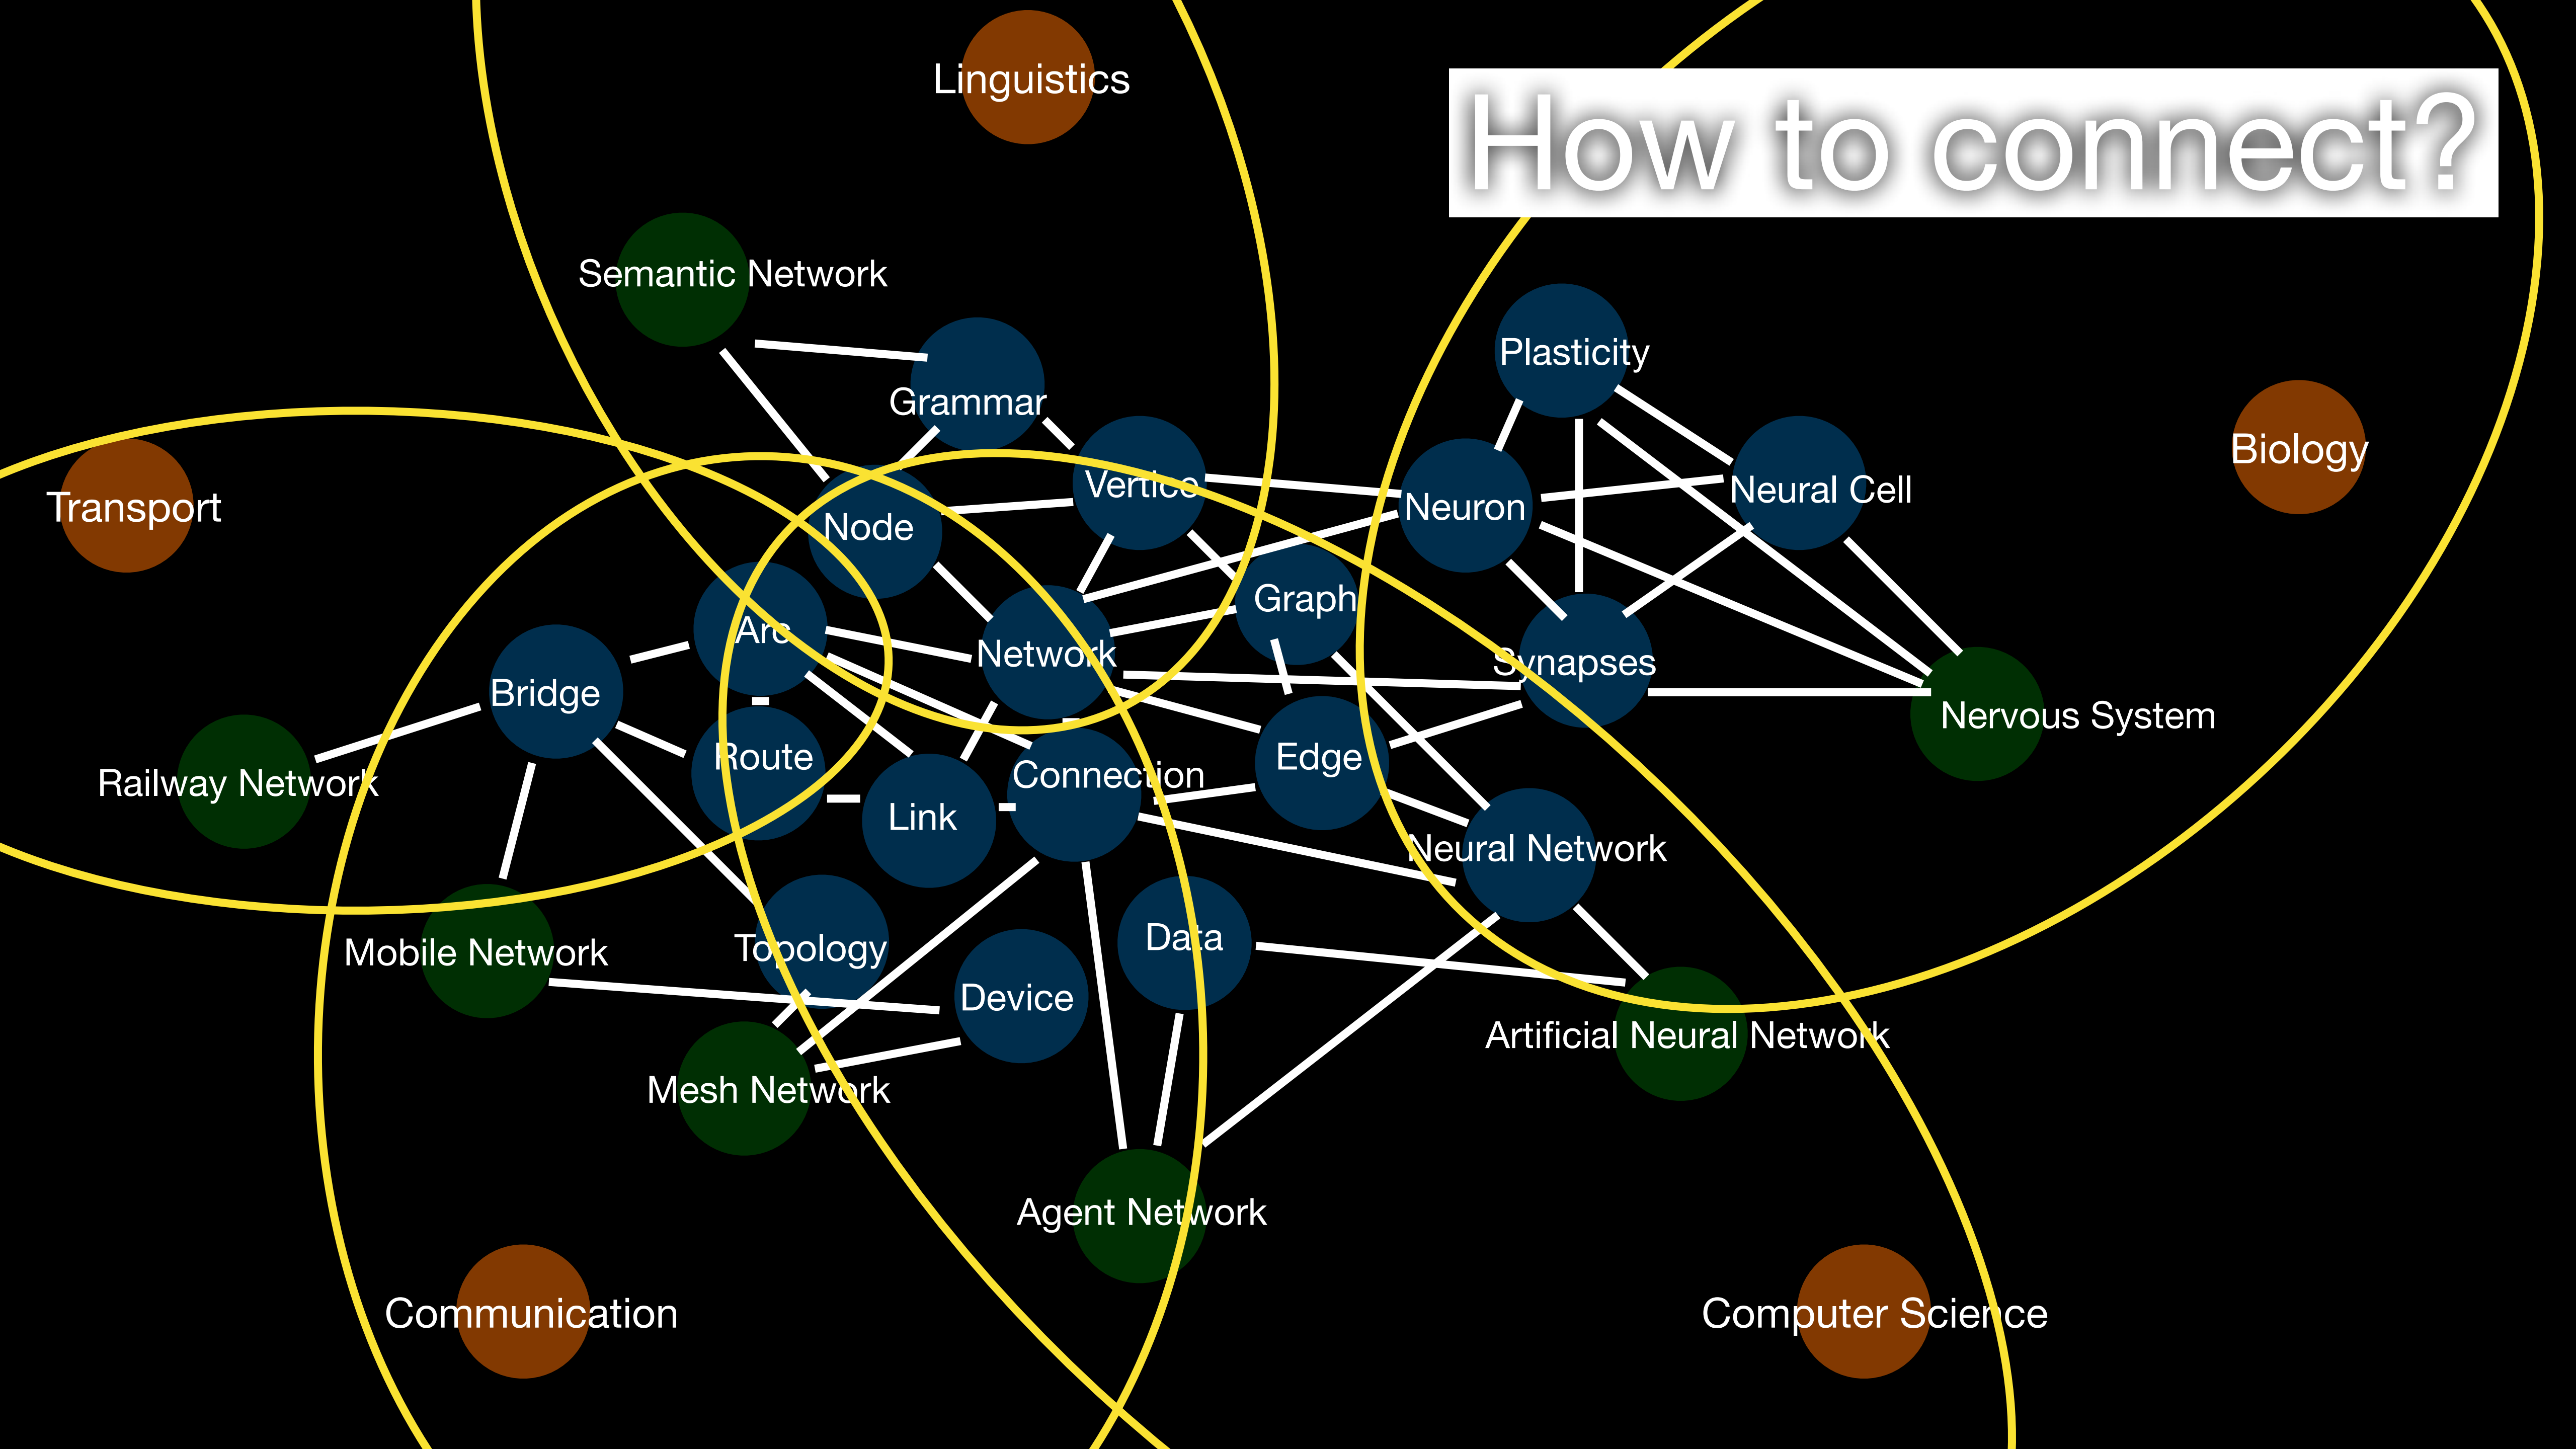 Linguistics
How to connect?
Semantic Network
Plasticity
Grammar
Biology
Vertice
Neural Cell
Transport
Neuron
Node
Graph
Arc
Network
Synapses
Bridge
Nervous System
Route
Edge
Connection
Railway Network
Link
Neural Network
Data
Topology
Mobile Network
Device
Artificial Neural Network
Mesh Network
Agent Network
Communication
Computer Science